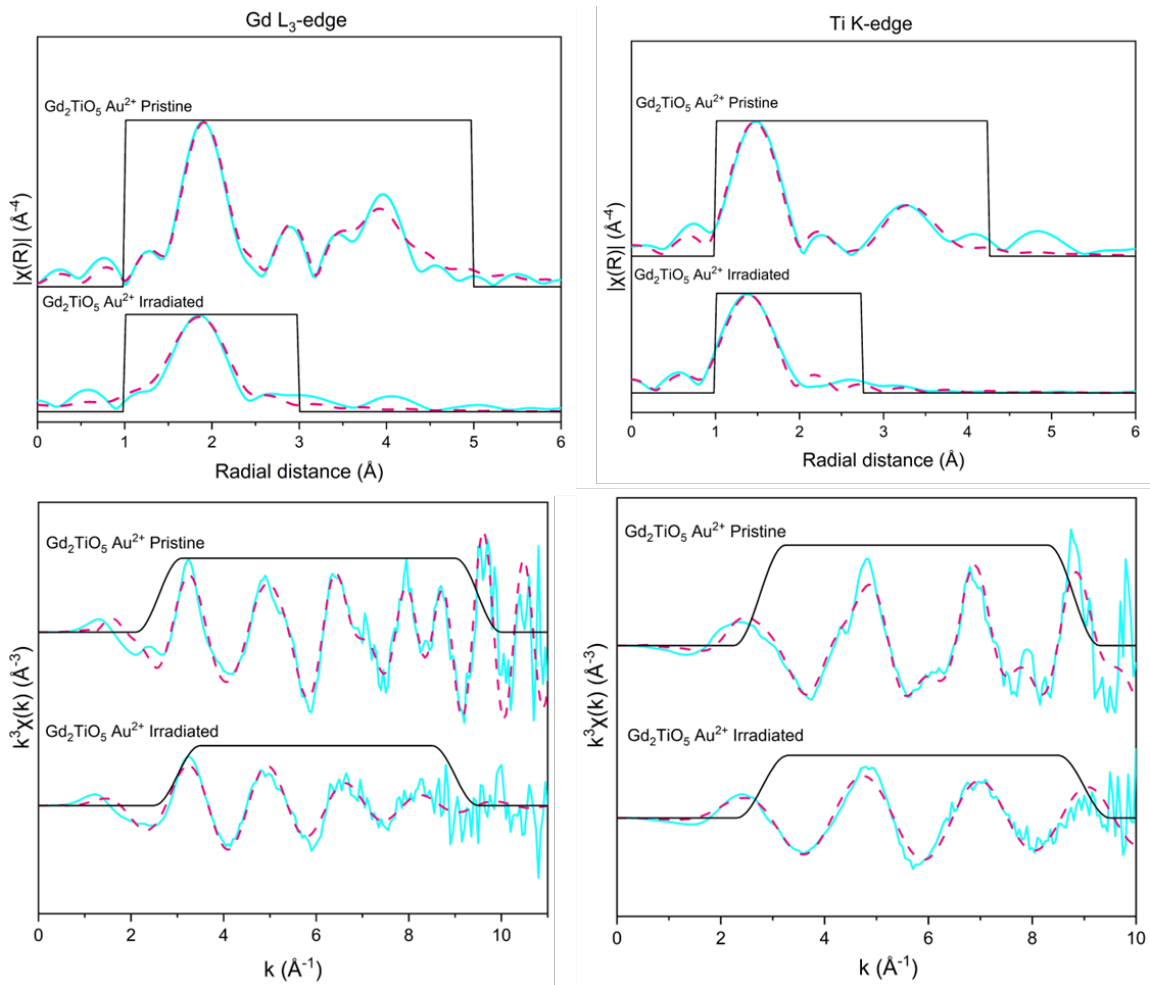 Gd L₃-edge
Gd₂TiO₅ Au²⁺ Pristine
Gd₂TiO₅ Au²⁺ Irradiated
|χ(R)| (Å⁻⁴)
0 1 2 3 4 5 6
Radial distance (Å)
Ti K-edge
Gd₂TiO₅ Au²⁺ Pristine
Gd₂TiO₅ Au²⁺ Irradiated
|χ(R)| (Å⁻⁴)
0 1 2 3 4 5 6
Radial distance (Å)
Gd₂TiO₅ Au²⁺ Pristine
Gd₂TiO₅ Au²⁺ Irradiated
k³χ(k) (Å⁻³)
0 2 4 6 8 10
k (Å⁻¹)
Gd₂TiO₅ Au²⁺ Pristine
Gd₂TiO₅ Au²⁺ Irradiated
k³χ(k) (Å⁻³)
0 2 4 6 8 10
k (Å⁻¹)